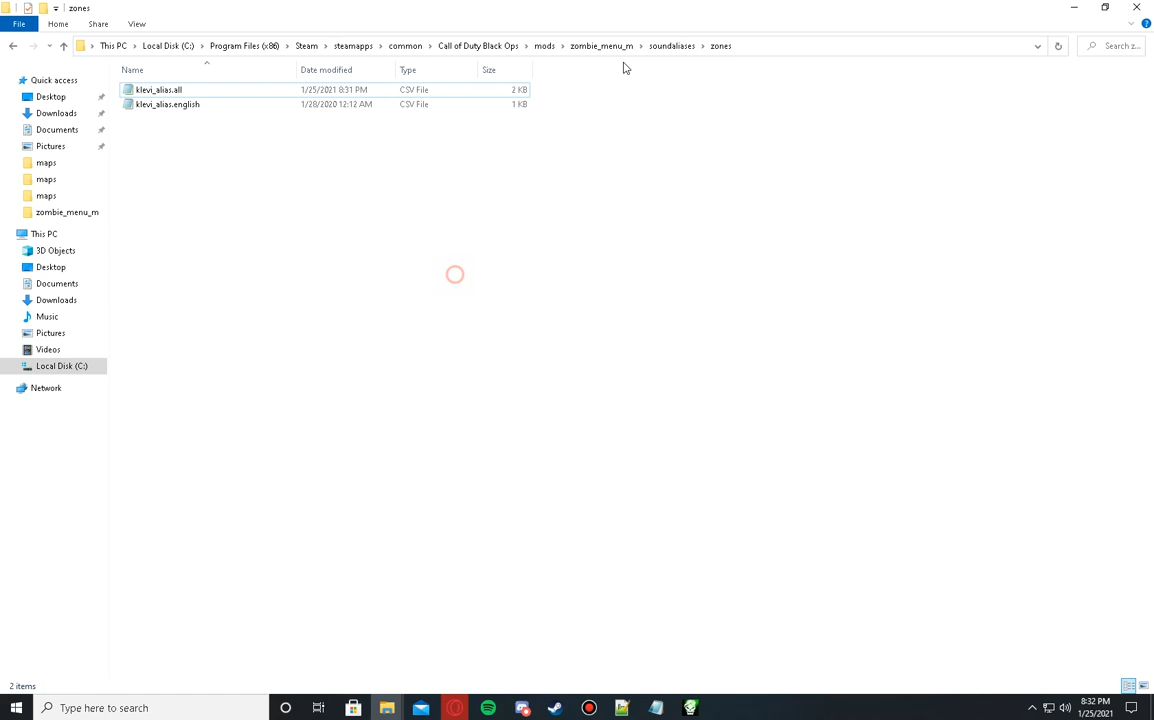 zones
File Home Share View
This PC Local Disk (C:) Program Files (x86) Steam steamapps common Call of Duty Black Ops mods zombie_menu_m soundaliases zones
Search z...
Name Date modified Type Size
klevi_alias.all 1/25/2021 8:31 PM CSV File 2 KB
klevi_alias.english 1/28/2020 12:12 AM CSV File 1 KB
Quick access
Desktop
Downloads
Documents
Pictures
maps
maps
maps
zombie_menu_m
This PC
3D Objects
Desktop
Documents
Downloads
Music
Pictures
Videos
Local Disk (C:)
Network
2 items
Type here to search
8:32 PM
1/25/2021